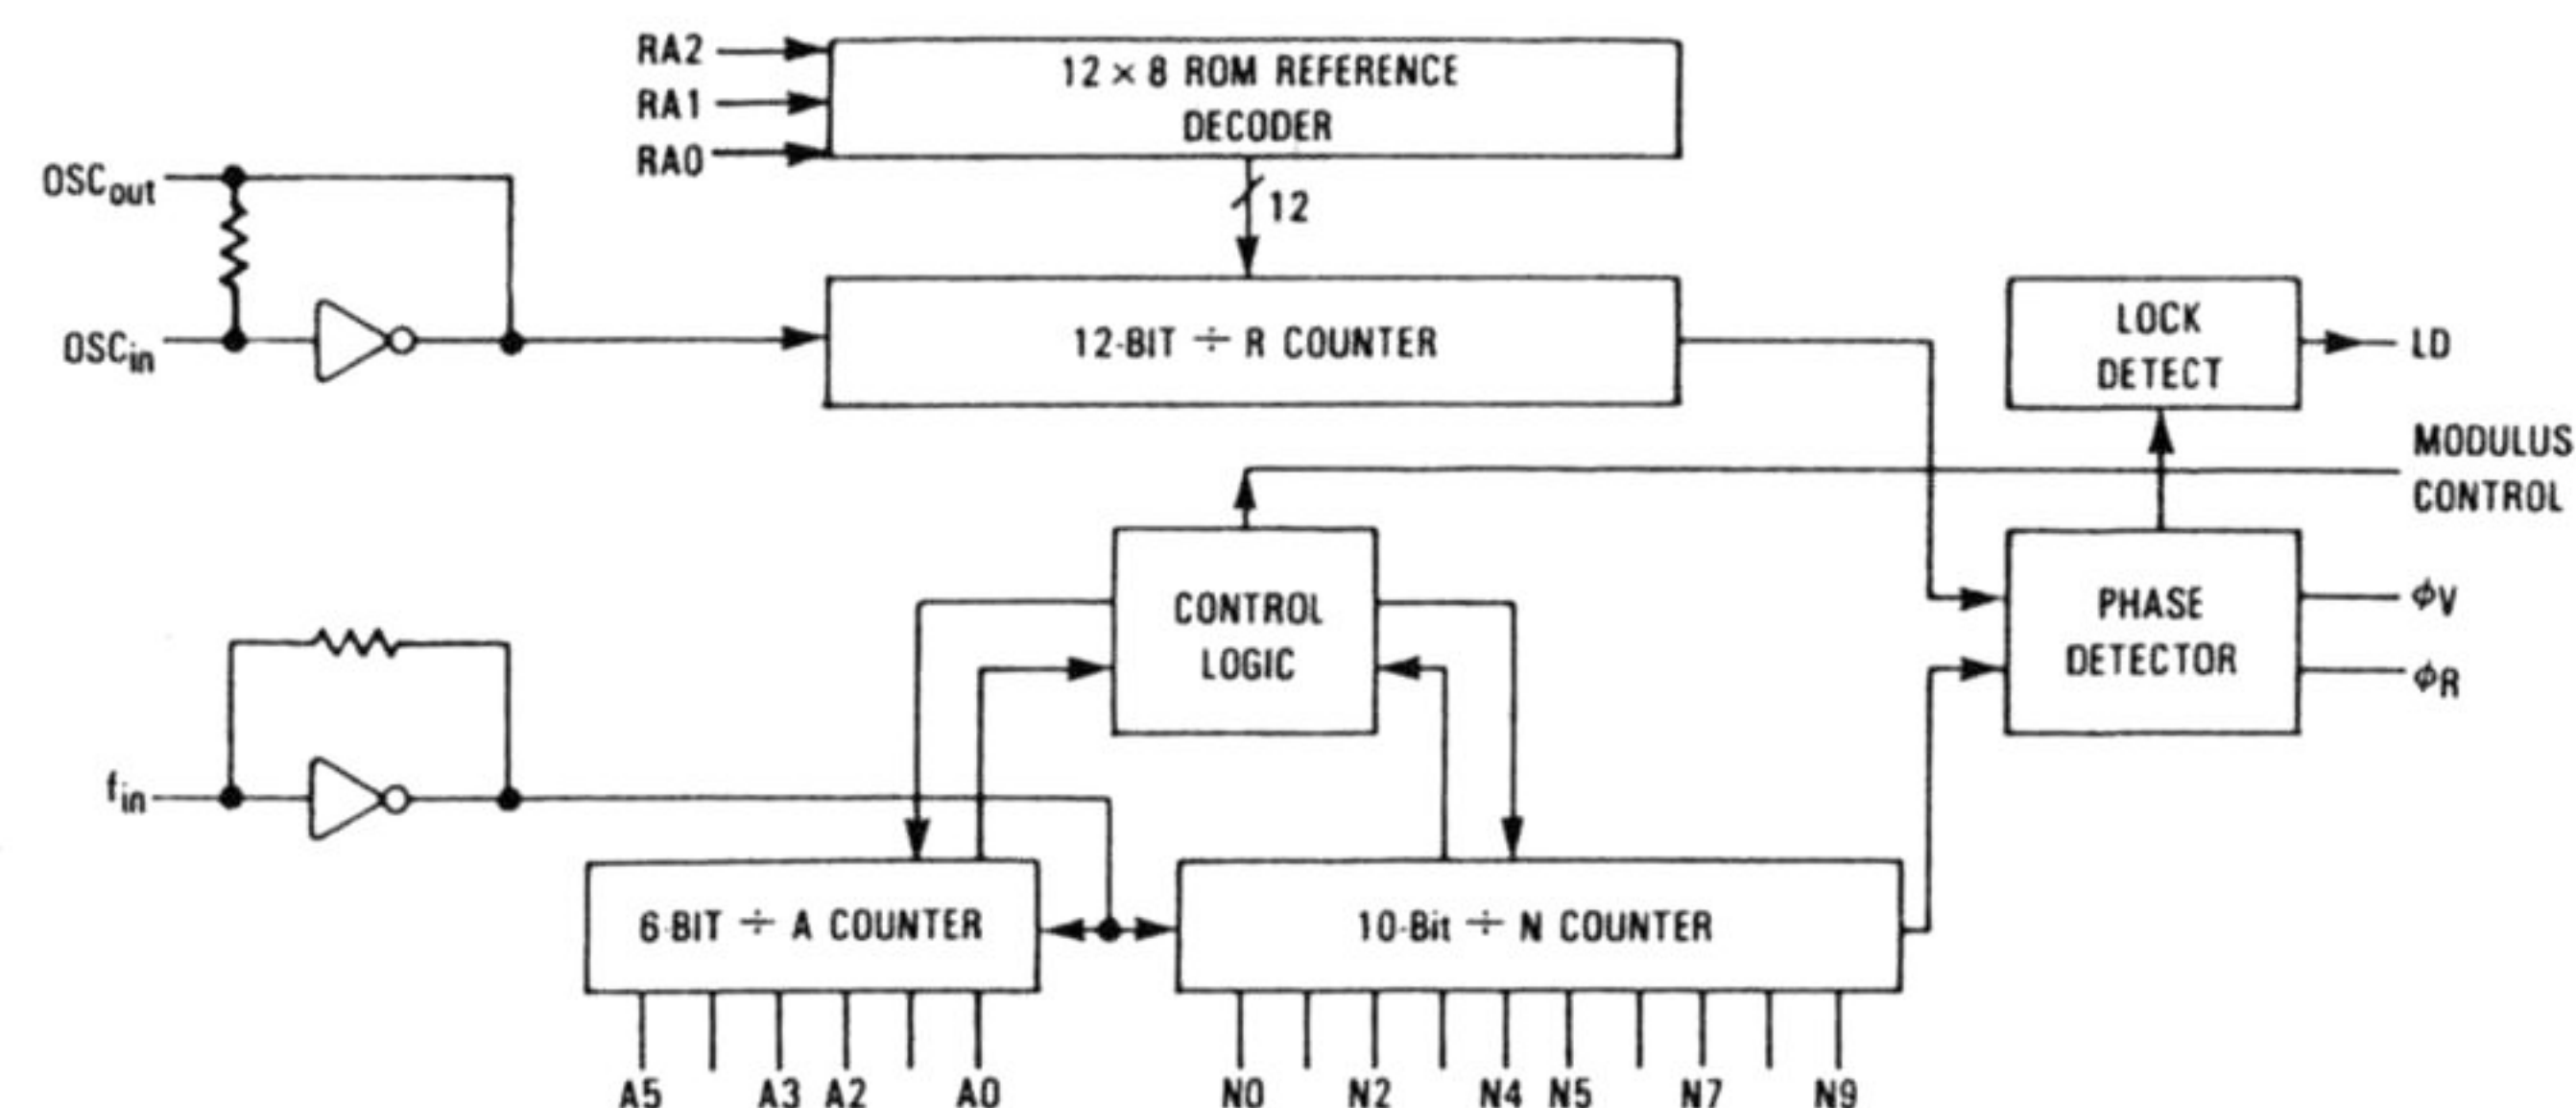 RA2
RA1
RA0
12 × 8 ROM REFERENCE
DECODER
12
OSCout
OSCin
12-BIT ÷ R COUNTER
LOCK
DETECT
LD
MODULUS
CONTROL
CONTROL
LOGIC
PHASE
DETECTOR
ϕV
ϕR
fin
6-BIT ÷ A COUNTER
10-Bit ÷ N COUNTER
A5 A3 A2 A0 N0 N2 N4 N5 N7 N9